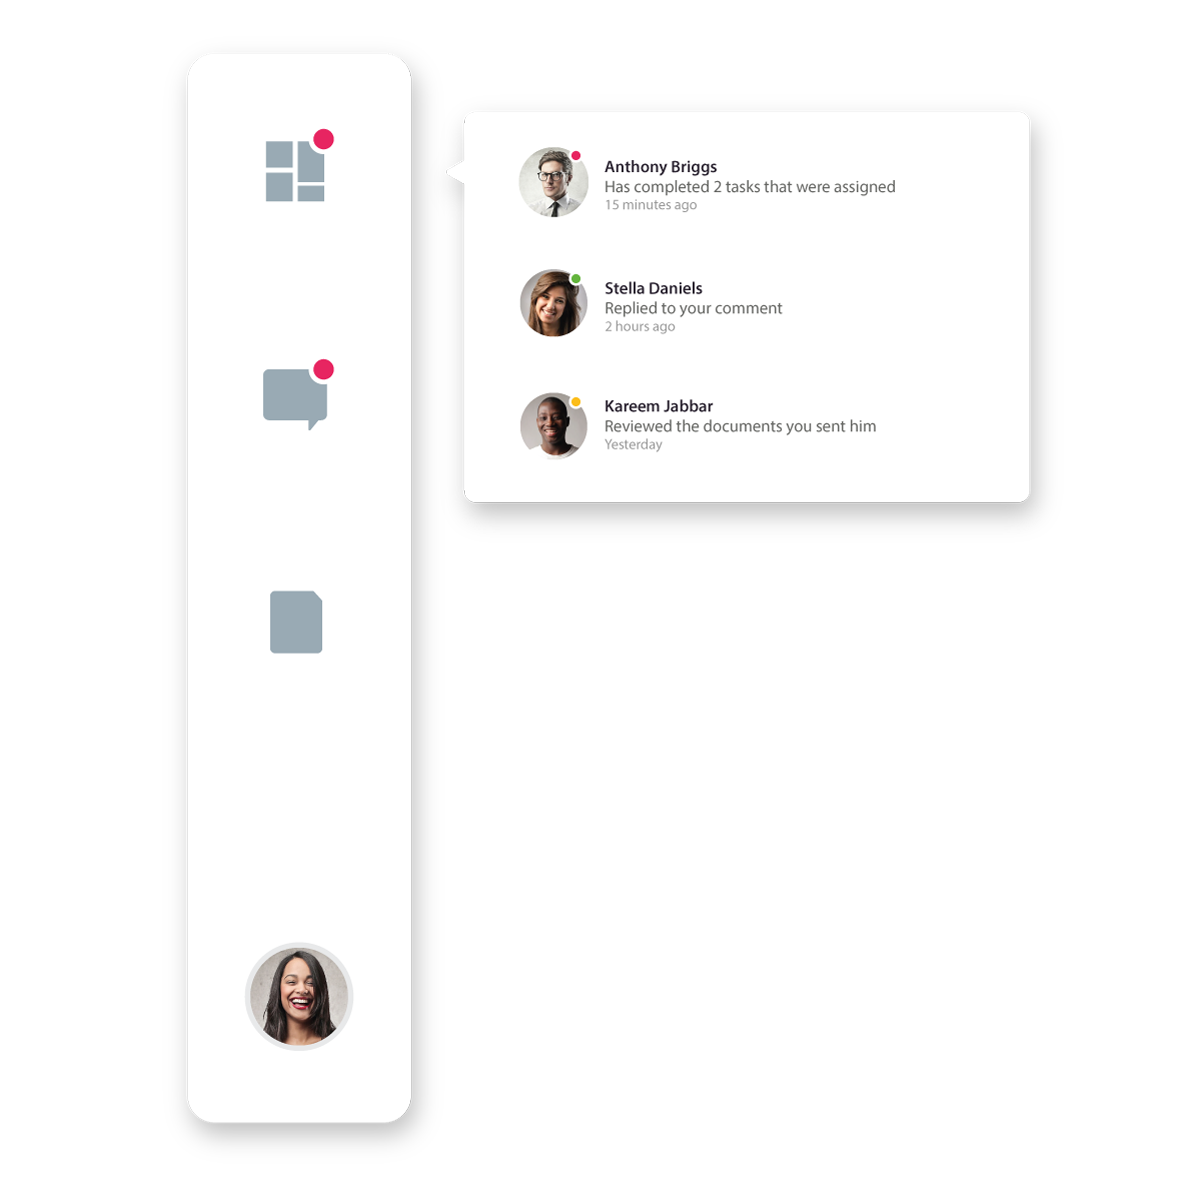 Anthony Briggs
Has completed 2 tasks that were assigned
15 minutes ago
Stella Daniels
Replied to your comment
2 hours ago
Kareem Jabbar
Reviewed the documents you sent him
Yesterday